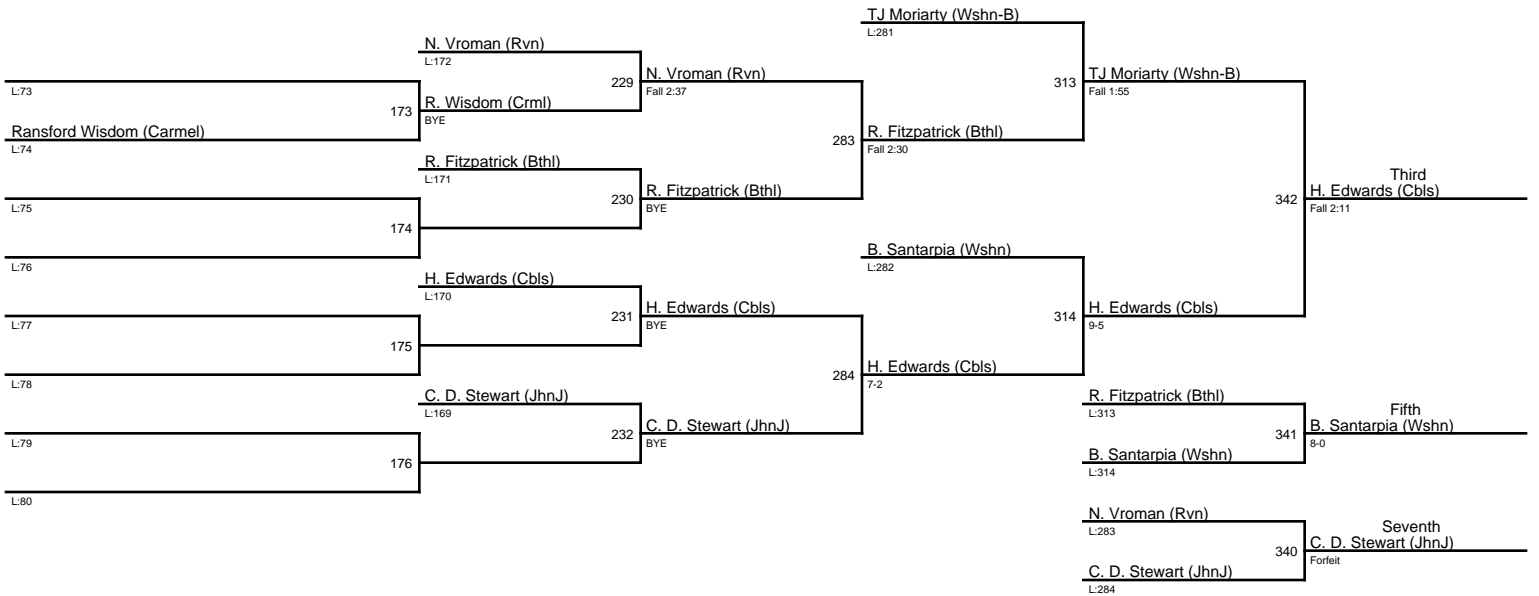 TJ Moriarty (Wshn-B)
L:281
N. Vroman (Rvn)
L:172
229
N. Vroman (Rvn)
Fall 2:37
313
TJ Moriarty (Wshn-B)
Fall 1:55
L:73
173
R. Wisdom (Crml)
BYE
Ransford Wisdom (Carmel)
L:74
283
R. Fitzpatrick (Bthl)
Fall 2:30
R. Fitzpatrick (Bthl)
L:171
230
R. Fitzpatrick (Bthl)
BYE
L:75
174
L:76
342
Third
H. Edwards (Cbls)
Fall 2:11
B. Santarpia (Wshn)
L:282
H. Edwards (Cbls)
L:170
231
H. Edwards (Cbls)
BYE
314
H. Edwards (Cbls)
9-5
L:77
175
L:78
284
H. Edwards (Cbls)
7-2
C. D. Stewart (JhnJ)
L:169
232
C. D. Stewart (JhnJ)
BYE
L:79
176
L:80
R. Fitzpatrick (Bthl)
L:313
341
Fifth
B. Santarpia (Wshn)
8-0
B. Santarpia (Wshn)
L:314
N. Vroman (Rvn)
L:283
340
Seventh
C. D. Stewart (JhnJ)
Forfeit
C. D. Stewart (JhnJ)
L:284